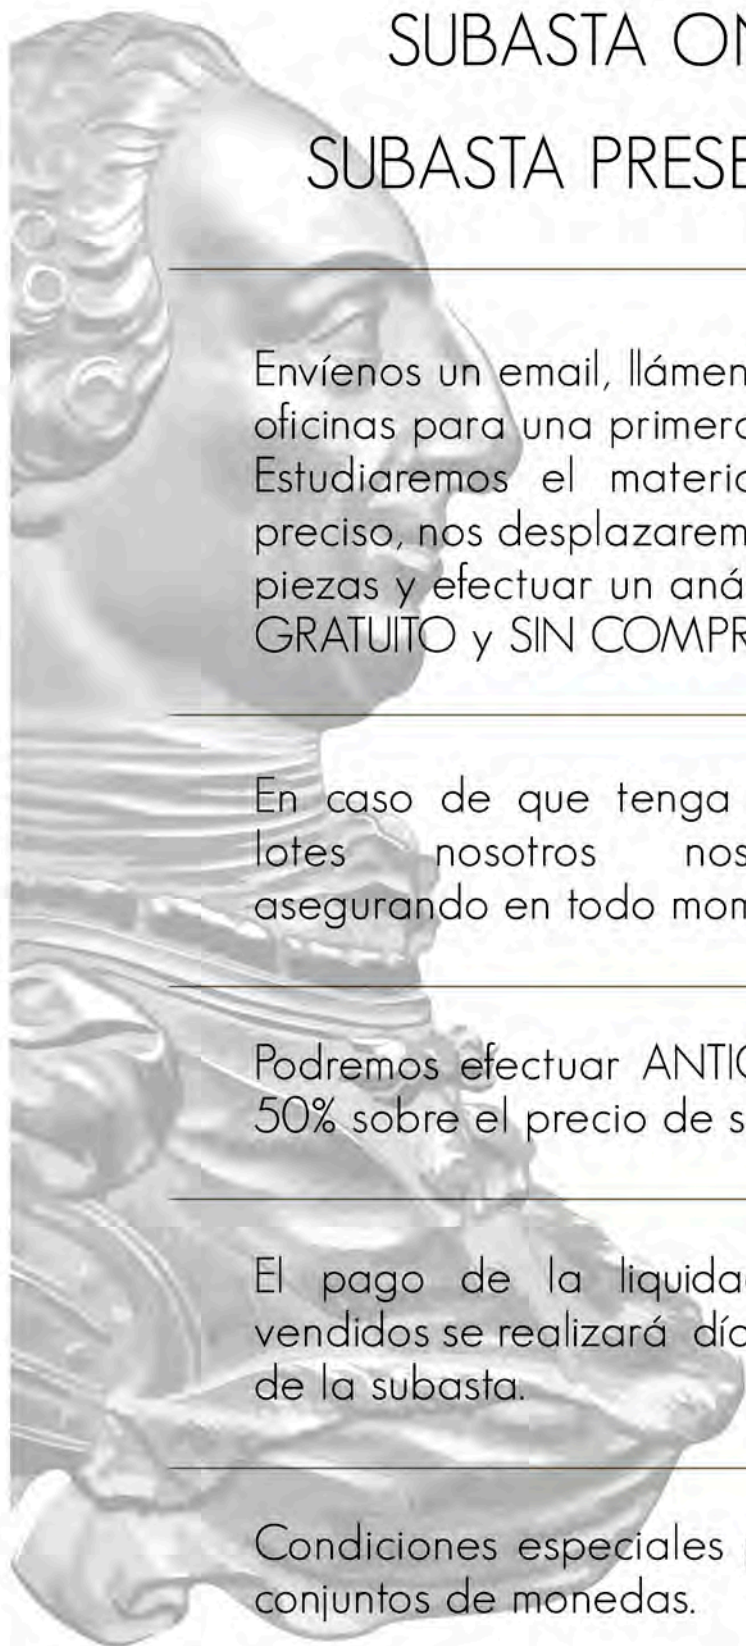 SUBASTA ON
SUBASTA PRESE
Envíenos un email, llámen
oficinas para una primera
Estudiaremos el materia
preciso, nos desplazarem
piezas y efectuar un aná
GRATUITO y SIN COMPR
En caso de que tenga
lotes nosotros nos
asegurando en todo mom
Podremos efectuar ANTIC
50% sobre el precio de s
El pago de la liquida
vendidos se realizará día
de la subasta.
Condiciones especiales
conjuntos de monedas.